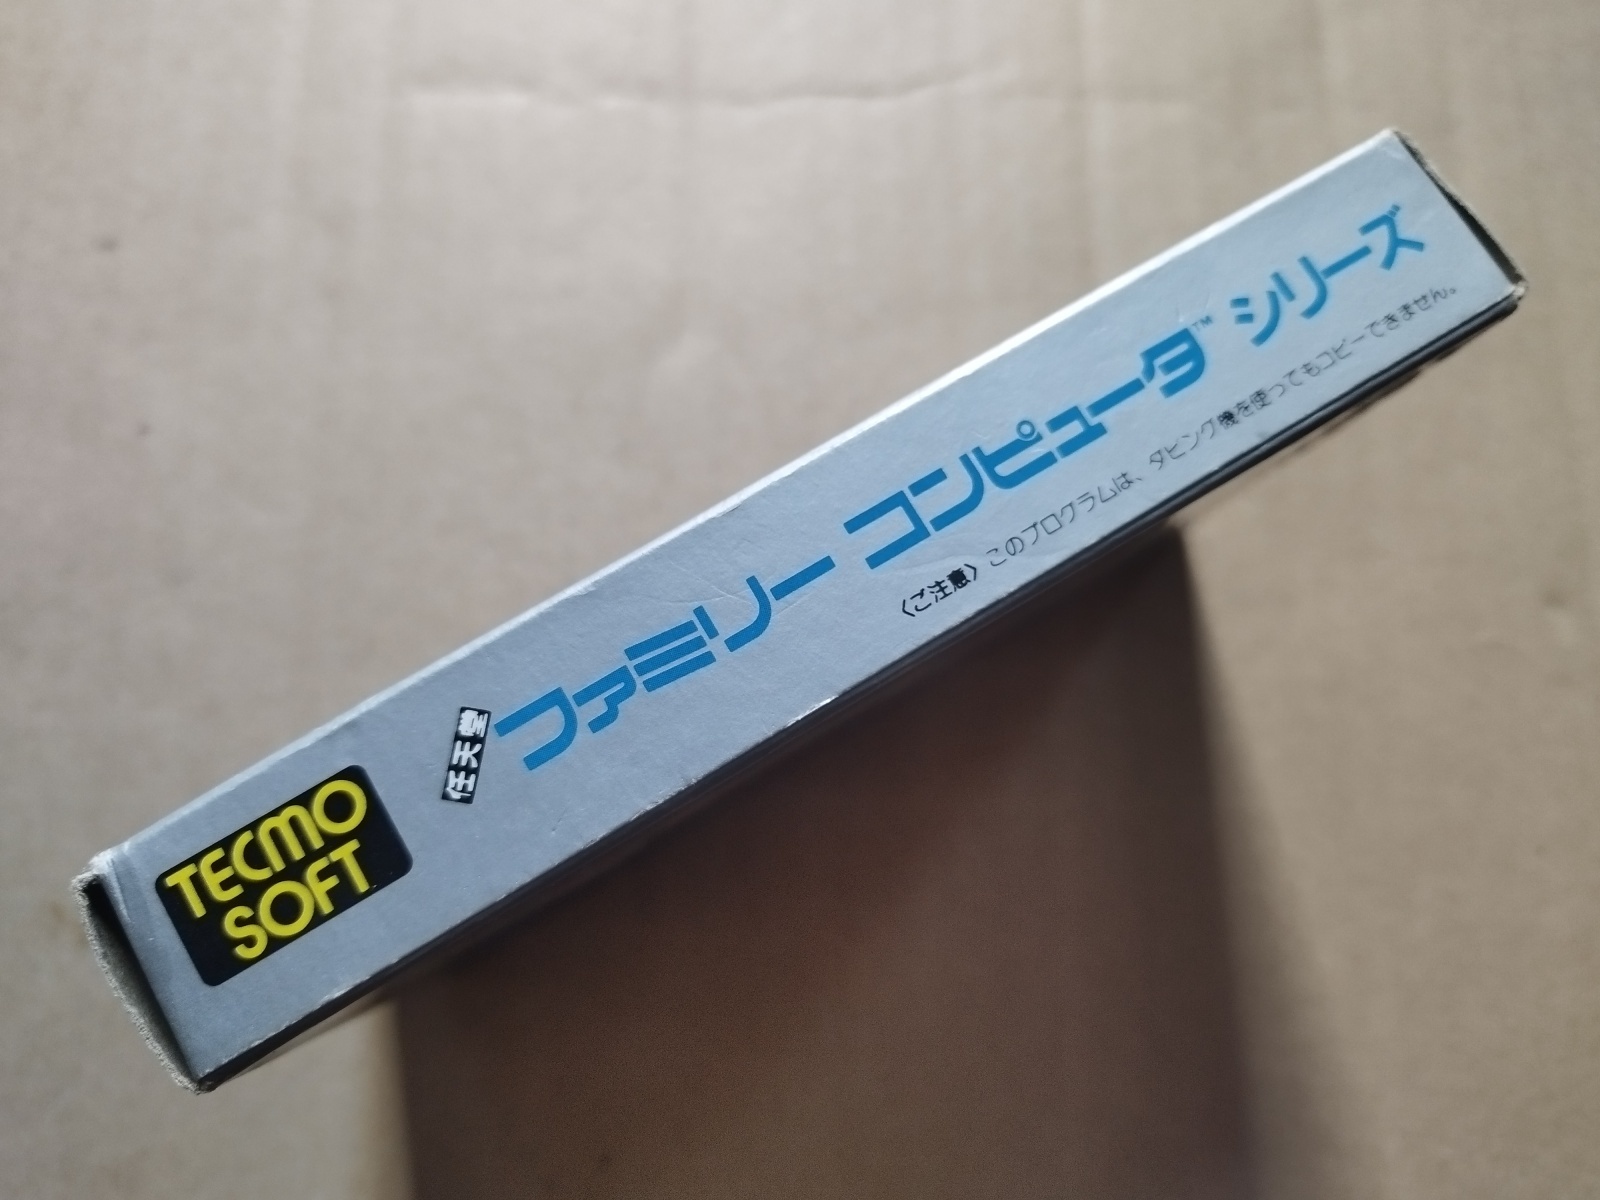 TECMO
SOFT
任天堂
ファミリー コンピュータ™ シリーズ
〈ご注意〉このプログラムは、ダビング機を使ってもコピーできません。